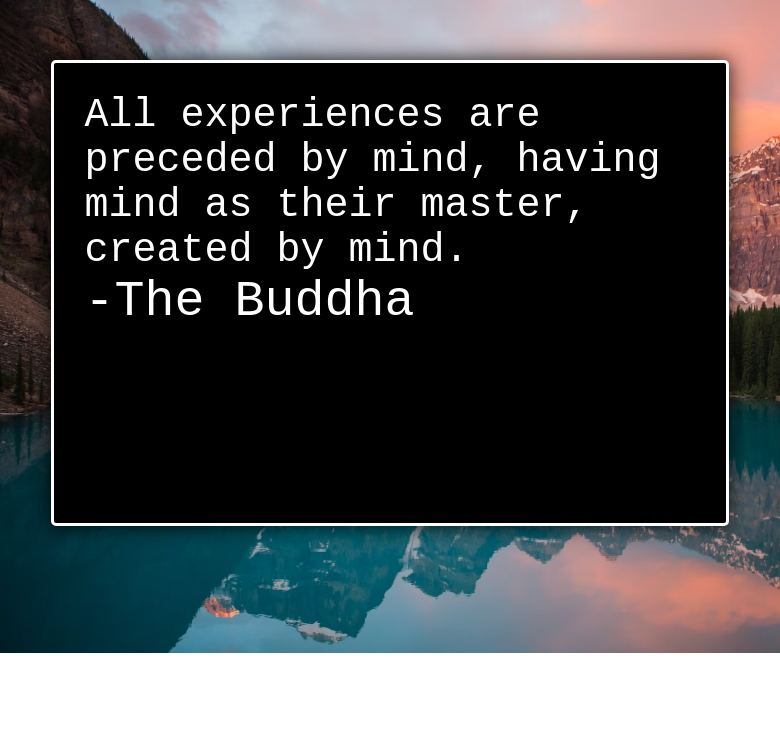 All experiences are
preceded by mind, having
mind as their master,
created by mind.
-The Buddha